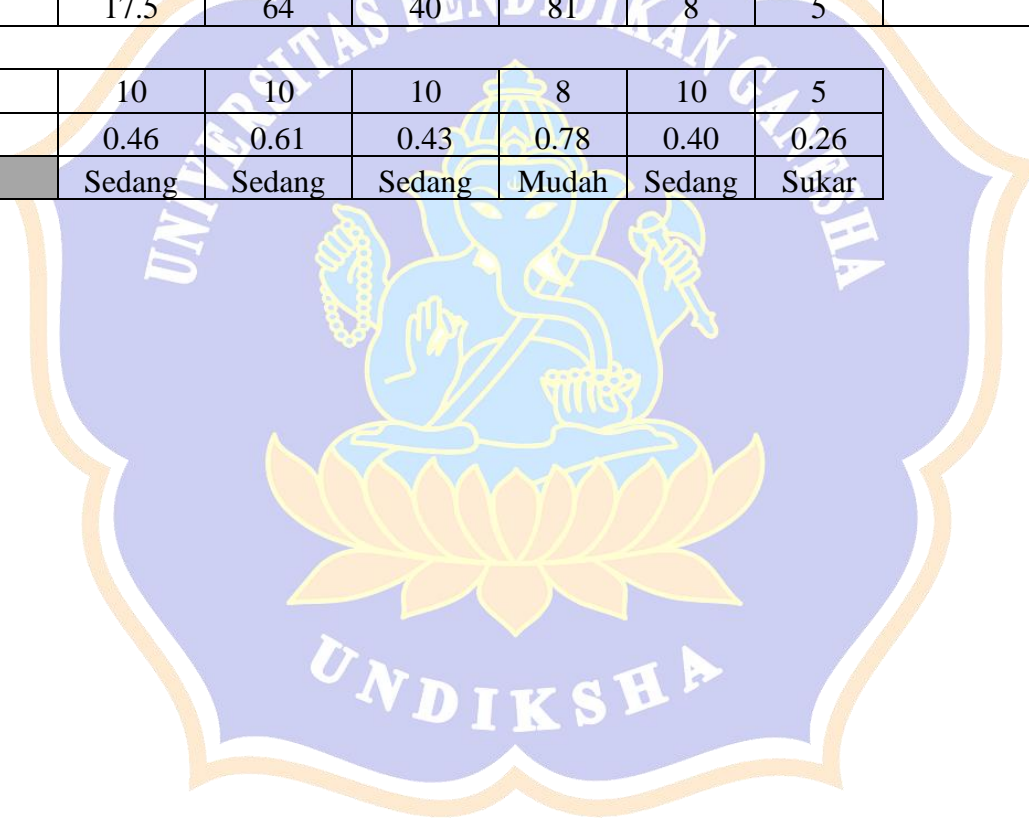 17.5 64 40 81 8 5
UNIVERSITAS PENDIDIKAN GANESHA
10 10 10 8 10 5
0.46 0.61 0.43 0.78 0.40 0.26
Sedang Sedang Sedang Mudah Sedang Sukar
UNDIKSHA